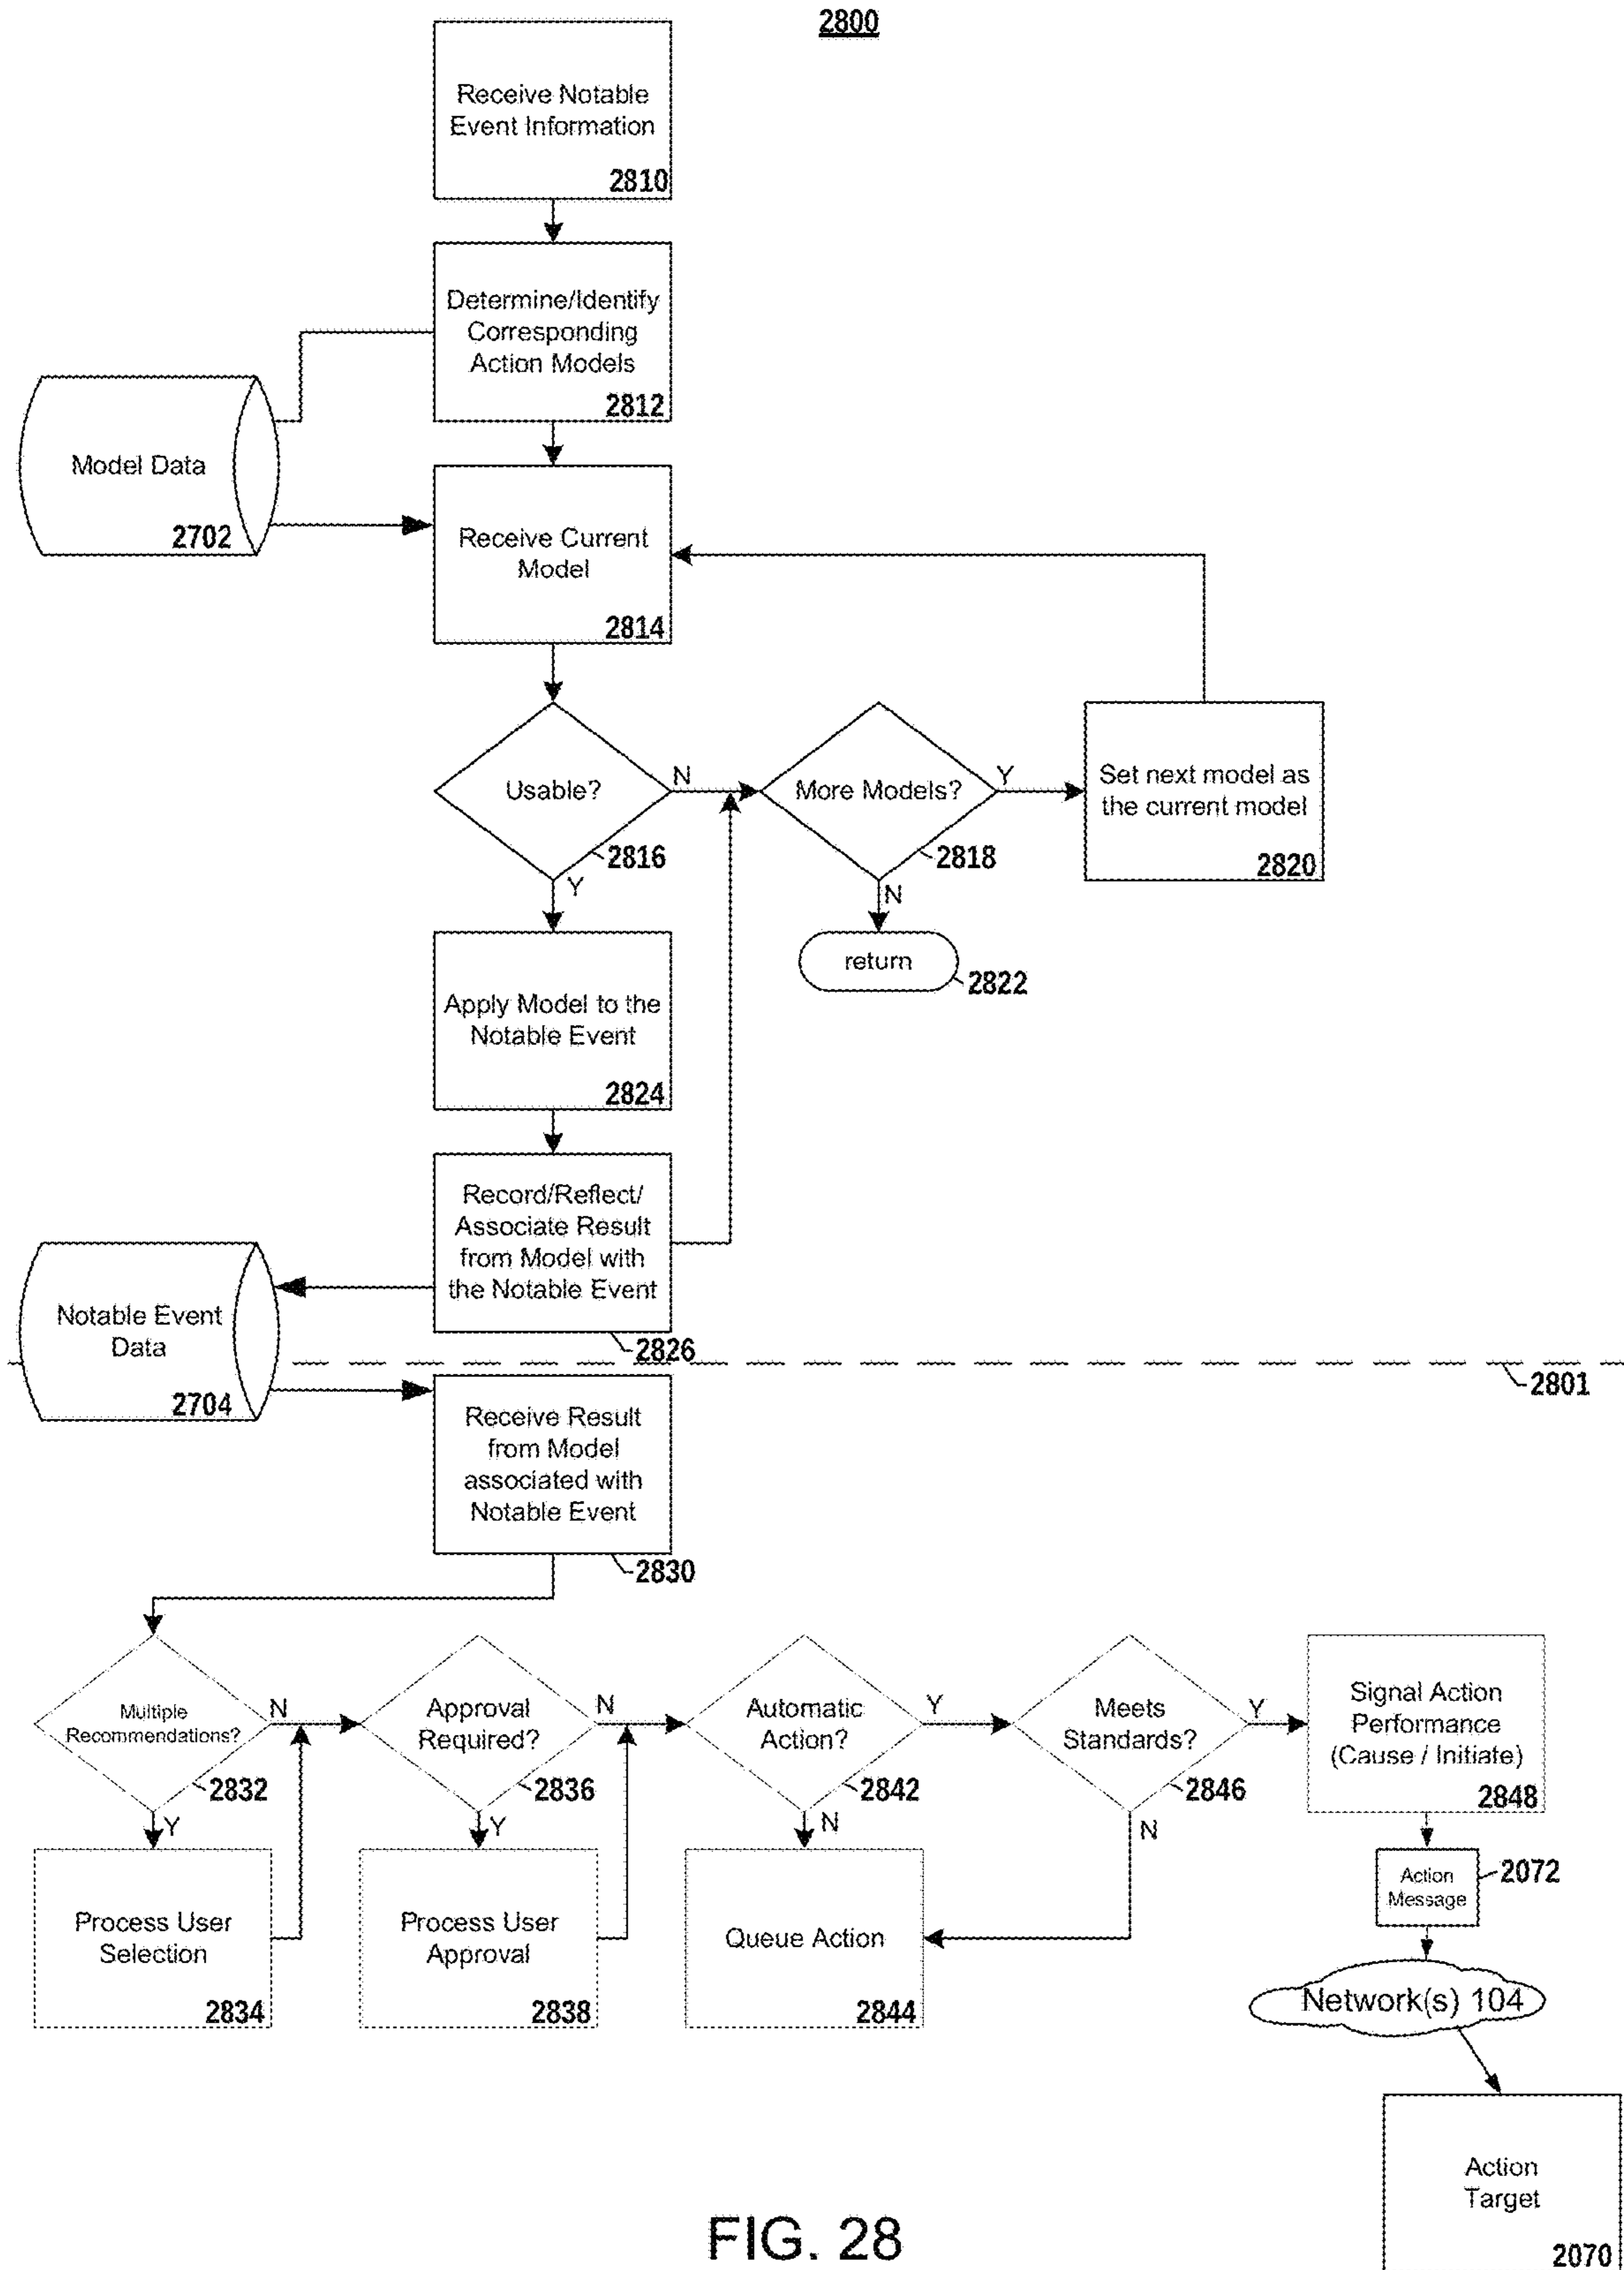 2800
Receive Notable
Event Information
2810
Determine/Identify
Corresponding
Action Models
2812
Model Data
2702
Receive Current
Model
2814
Usable?
N
2816
Y
More Models?
Y
2818
N
Set next model as
the current model
2820
return
2822
Apply Model to the
Notable Event
2824
Record/Reflect/
Associate Result
from Model with
the Notable Event
2826
Notable Event
Data
2704
2801
Receive Result
from Model
associated with
Notable Event
2830
Multiple
Recommendations?
N
2832
Y
Approval
Required?
N
2836
Y
Automatic
Action?
Y
2842
N
Meets
Standards?
Y
2846
N
Signal Action
Performance
(Cause / Initiate)
2848
Process User
Selection
2834
Process User
Approval
2838
Queue Action
2844
Action
Message
2072
Network(s) 104
Action
Target
2070
FIG. 28